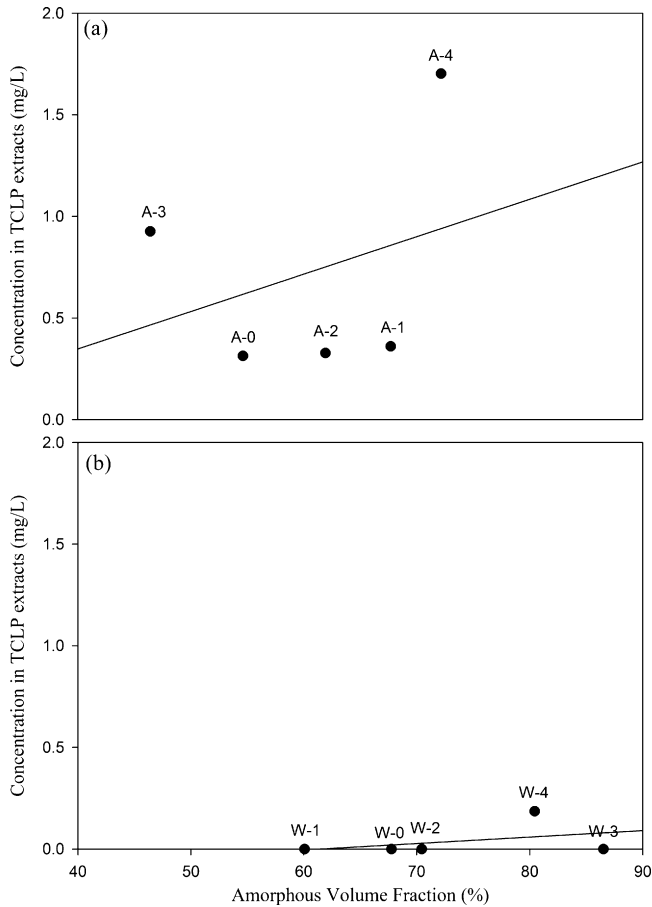 2.0
(a)
A-4
1.5
A-3
1.0
A-0 A-2 A-1
0.5
0.0
Concentration in TCLP extracts (mg/L)
2.0
(b)
1.5
1.0
0.5
W-4
W-1 W-0 W-2 W-3
0.0
Concentration in TCLP extracts (mg/L)
40 50 60 70 80 90
Amorphous Volume Fraction (%)